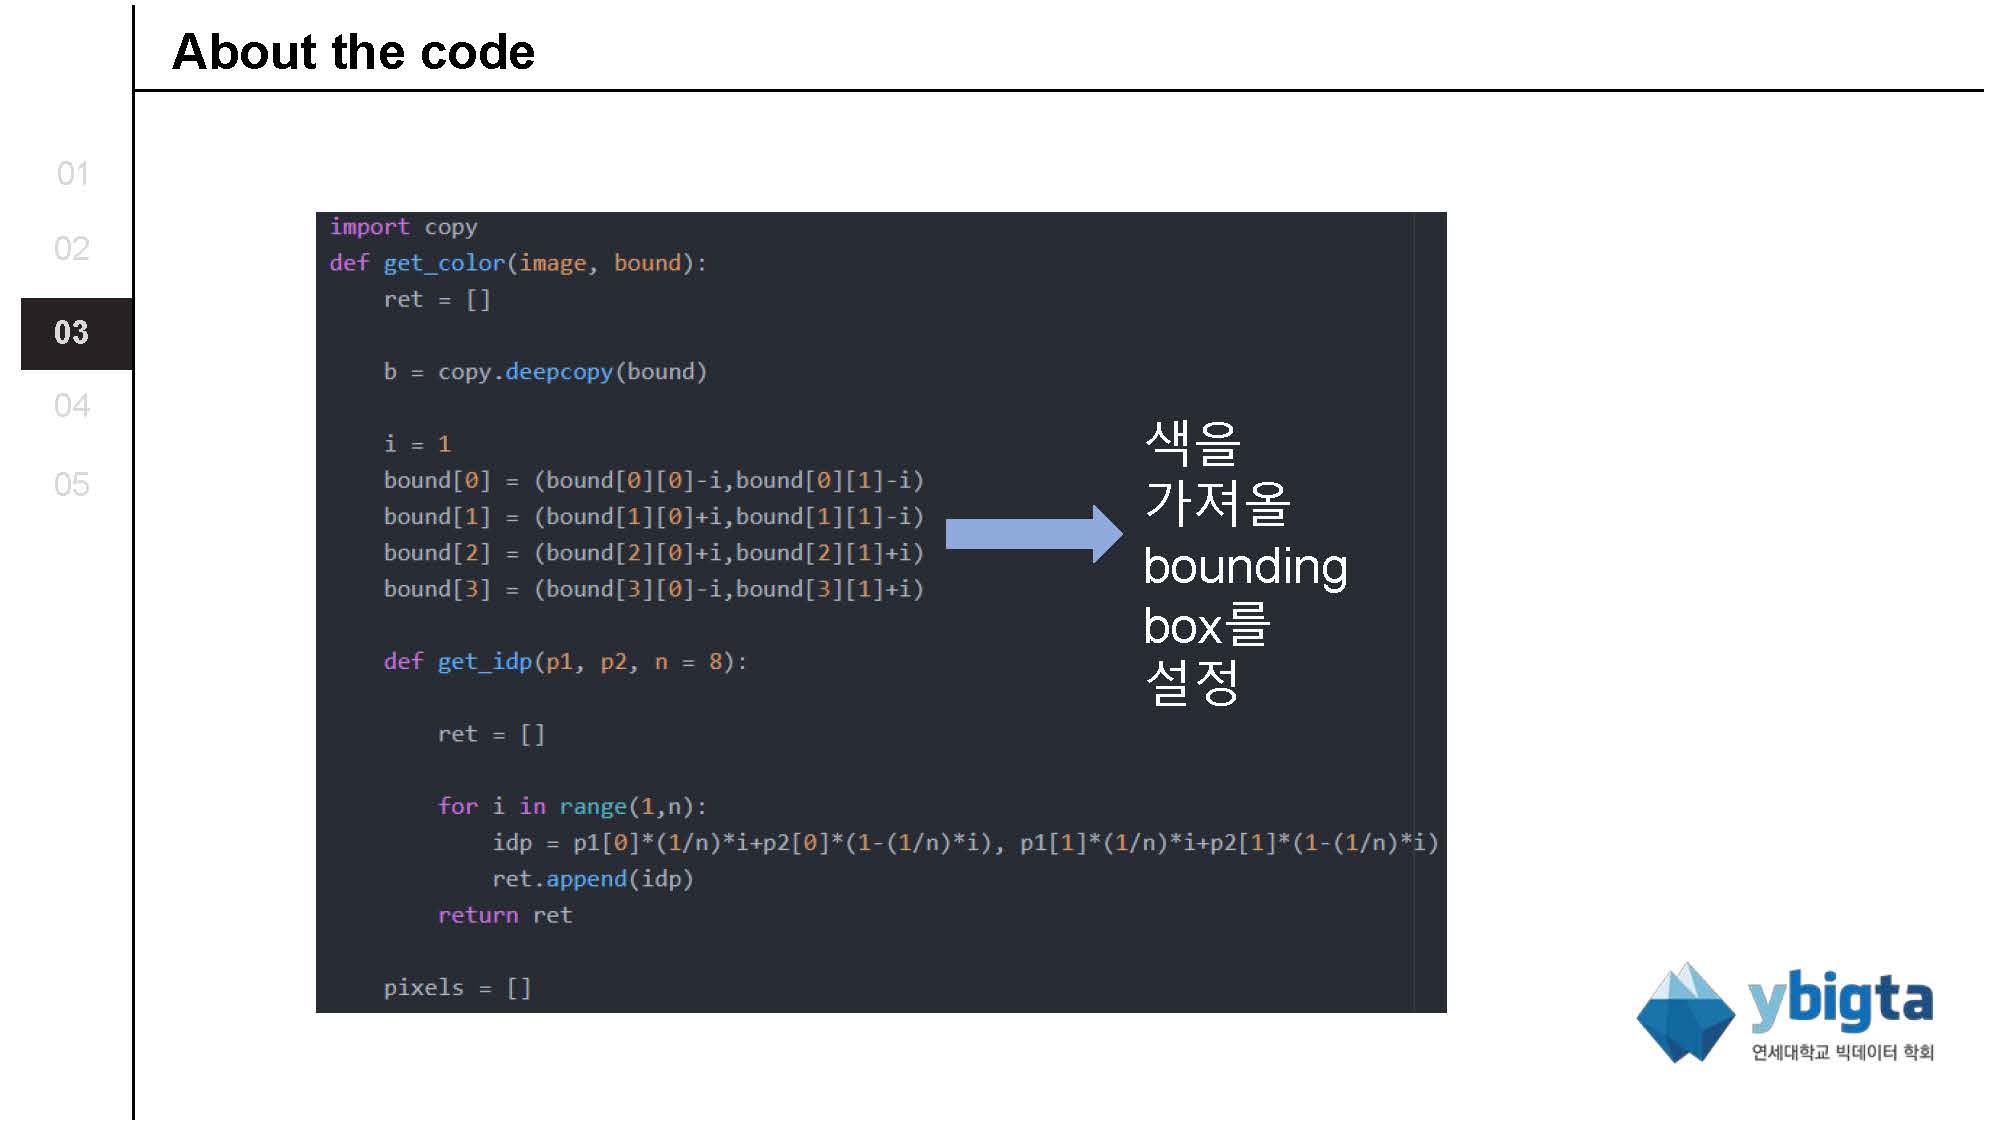 About the code
01
02
03
04
05
import copy
def get_color(image, bound):
ret = []
b = copy.deepcopy(bound)
i = 1
bound[0] = (bound[0][0]-i,bound[0][1]-i)
bound[1] = (bound[1][0]+i,bound[1][1]-i)
bound[2] = (bound[2][0]+i,bound[2][1]+i)
bound[3] = (bound[3][0]-i,bound[3][1]+i)
def get_idp(p1, p2, n = 8):
ret = []
for i in range(1,n):
idp = p1[0]*(1/n)*i+p2[0]*(1-(1/n)*i), p1[1]*(1/n)*i+p2[1]*(1-(1/n)*i)
ret.append(idp)
return ret
pixels = []
색을
가져올
bounding
box를
설정
ybigta
연세대학교 빅데이터 학회